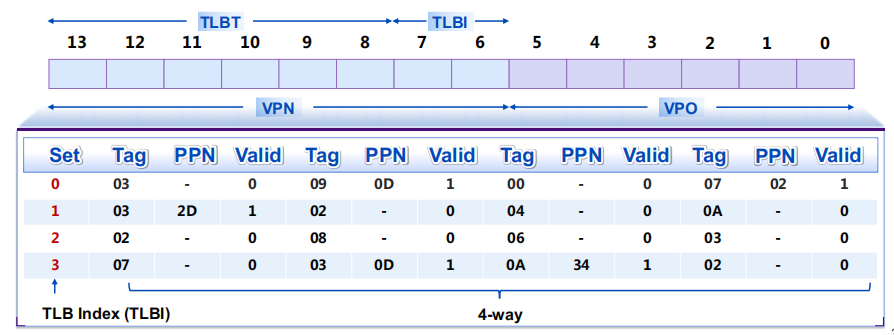 TLBT TLBI
13 12 11 10 9 8 7 6 5 4 3 2 1 0
VPN VPO
Set Tag PPN Valid Tag PPN Valid Tag PPN Valid Tag PPN Valid
0 03 - 0 09 0D 1 00 - 0 07 02 1
1 03 2D 1 02 - 0 04 - 0 0A - 0
2 02 - 0 08 - 0 06 - 0 03 - 0
3 07 - 0 03 0D 1 0A 34 1 02 - 0
TLB Index (TLBI) 4-way